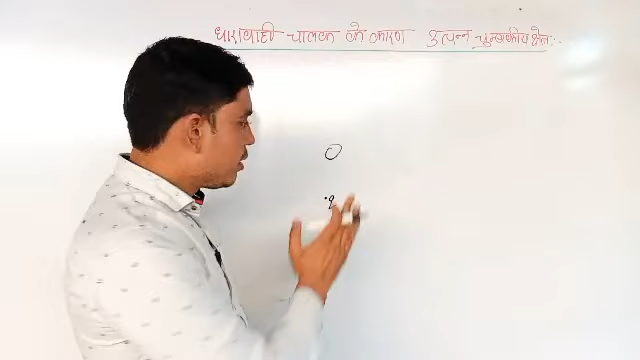 धारावाही चालक के कारण उत्पन्न चुम्बकीय क्षेत्र :-